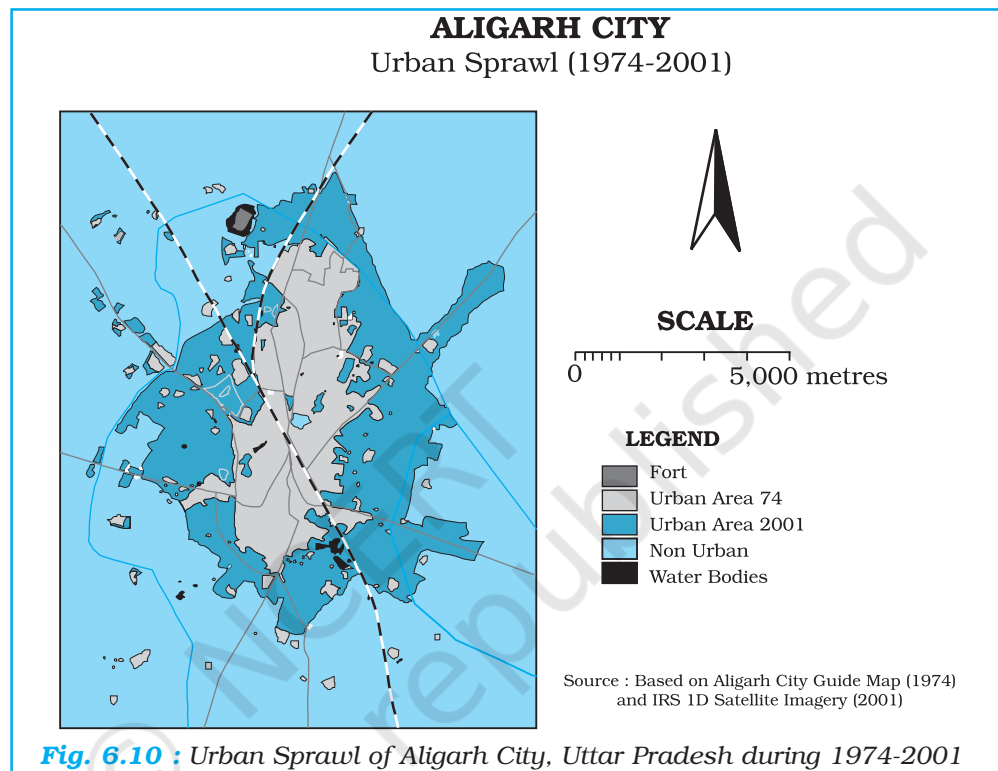 ALIGARH CITY
Urban Sprawl (1974-2001)
SCALE
0 5,000 metres
LEGEND
Fort
Urban Area 74
Urban Area 2001
Non Urban
Water Bodies
Source : Based on Aligarh City Guide Map (1974)
and IRS 1D Satellite Imagery (2001)
Fig. 6.10 : Urban Sprawl of Aligarh City, Uttar Pradesh during 1974-2001
© NCERT
republished